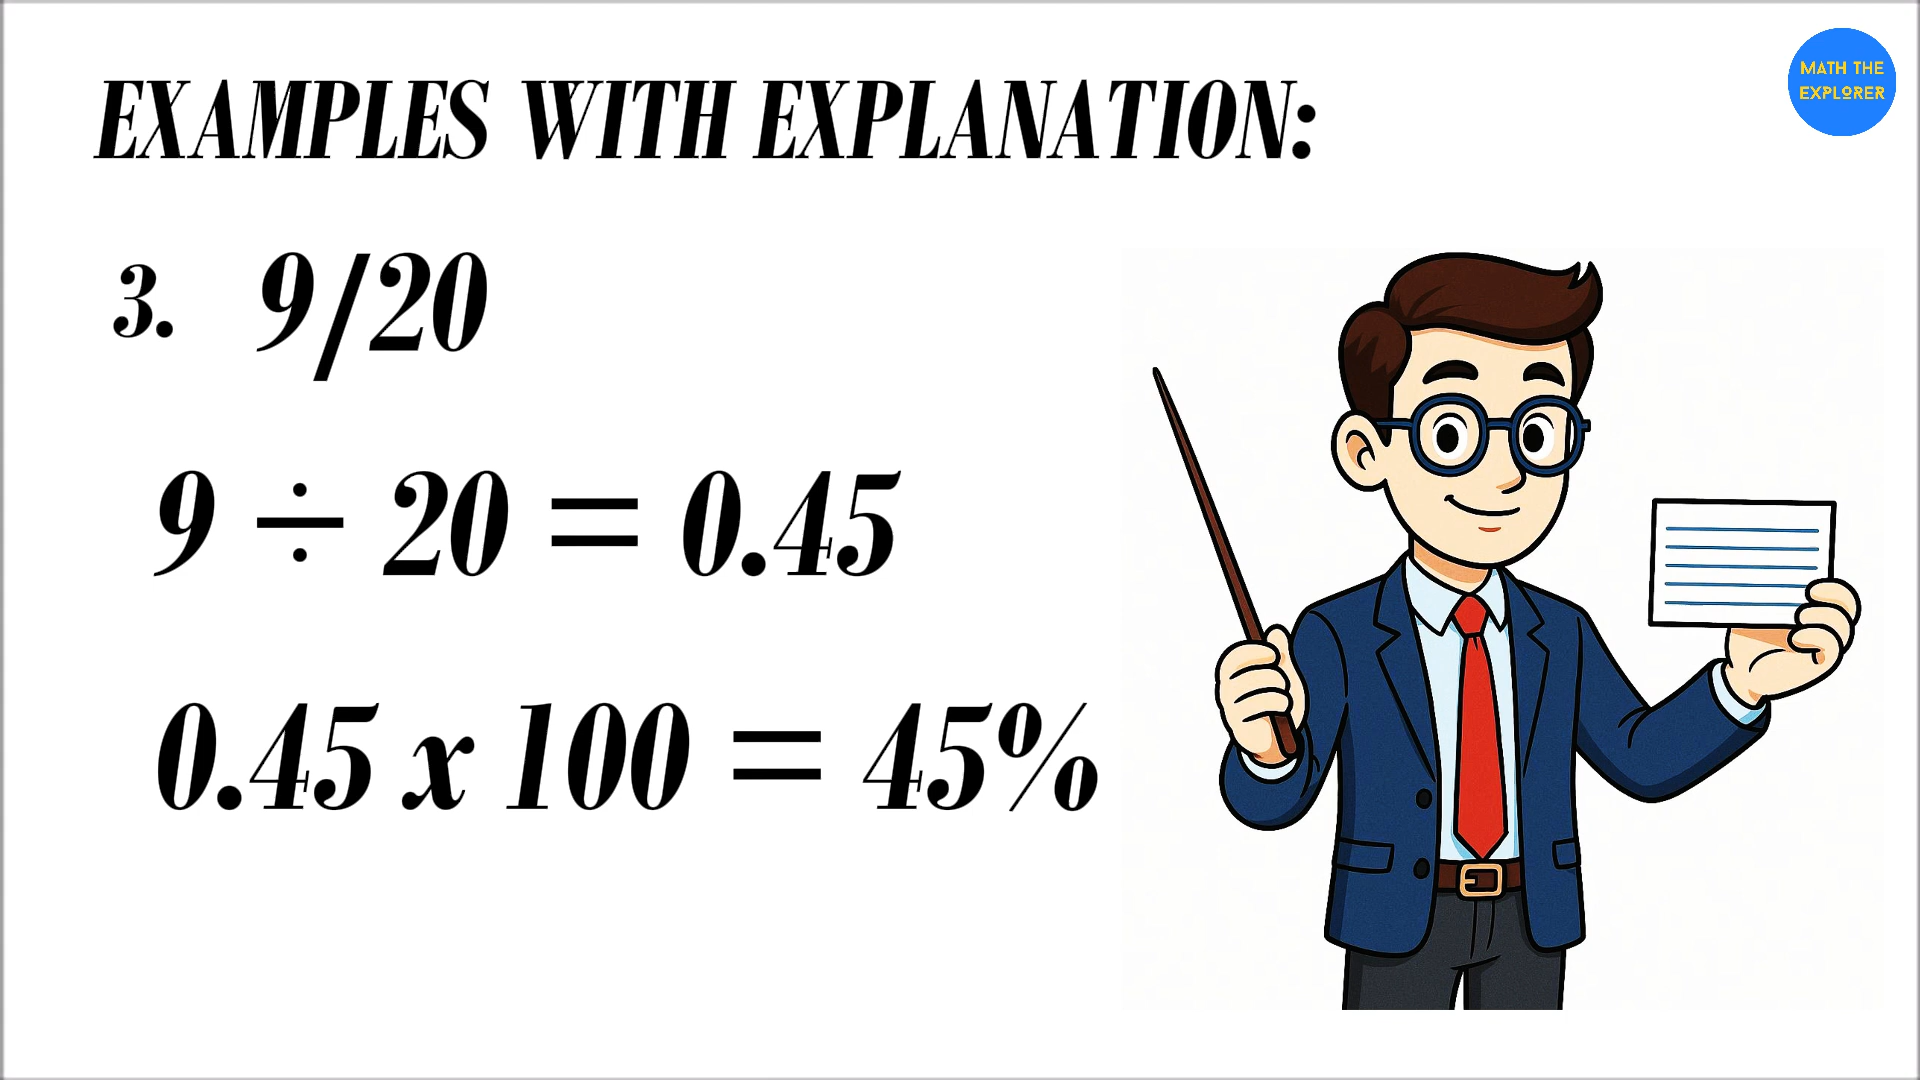 EXAMPLES WITH EXPLANATION:
MATH THE
EXPLORER
3. 9/20
9 ÷ 20 = 0.45
0.45 x 100 = 45%